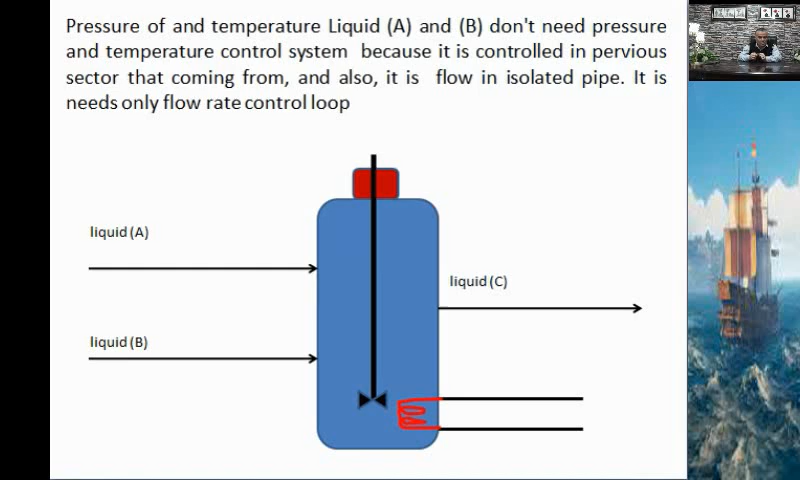 Pressure of and temperature Liquid (A) and (B) don't need pressure
and temperature control system because it is controlled in pervious
sector that coming from, and also, it is flow in isolated pipe. It is
needs only flow rate control loop
liquid (A)
liquid (C)
liquid (B)